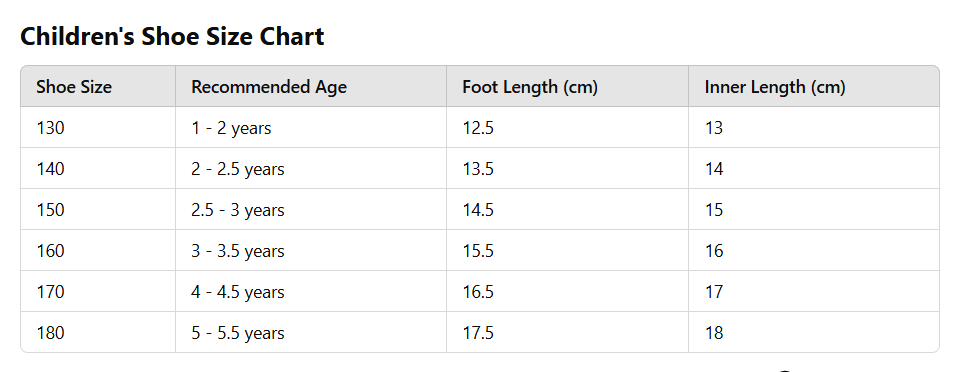 Children's Shoe Size Chart
Shoe Size Recommended Age Foot Length (cm) Inner Length (cm)
130 1 - 2 years 12.5 13
140 2 - 2.5 years 13.5 14
150 2.5 - 3 years 14.5 15
160 3 - 3.5 years 15.5 16
170 4 - 4.5 years 16.5 17
180 5 - 5.5 years 17.5 18